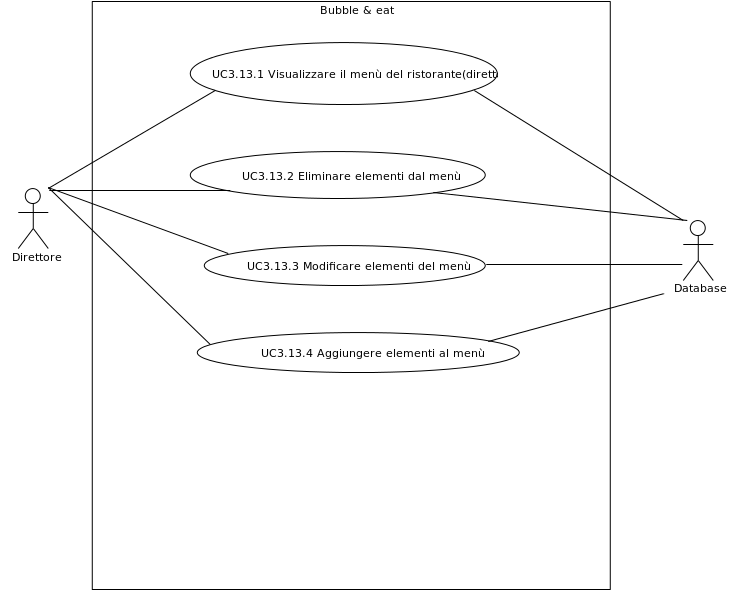 Bubble & eat
UC3.13.1 Visualizzare il menù del ristorante(dirett
UC3.13.2 Eliminare elementi dal menù
Direttore
UC3.13.3 Modificare elementi del menù
Database
UC3.13.4 Aggiungere elementi al menù